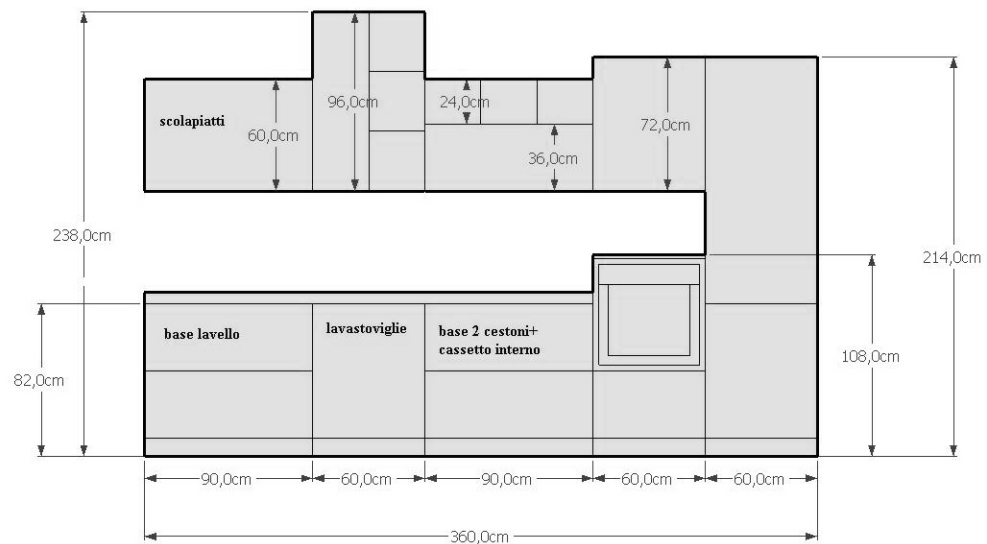 96,0cm
24,0cm
scolapiatti
60,0cm
72,0cm
36,0cm
238,0cm
214,0cm
base lavello
lavastoviglie
base 2 cestoni+
cassetto interno
108,0cm
82,0cm
90,0cm
60,0cm
90,0cm
60,0cm
60,0cm
360,0cm